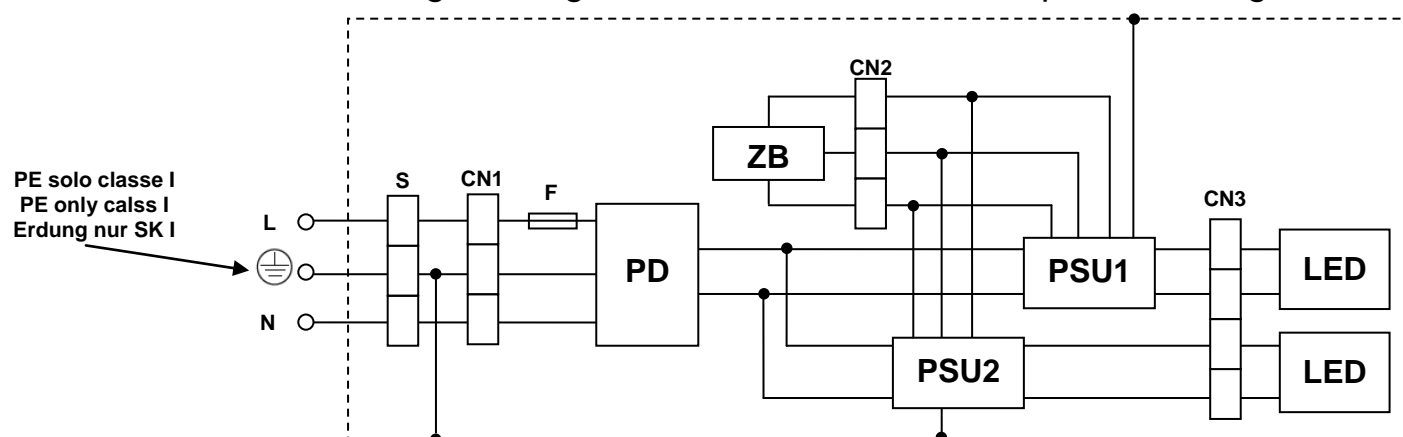 CN2
ZB
PE solo classe I
PE only calss I
Erdung nur SK I
S
CN1
F
CN3
L
PD
PSU1
LED
N
PSU2
LED